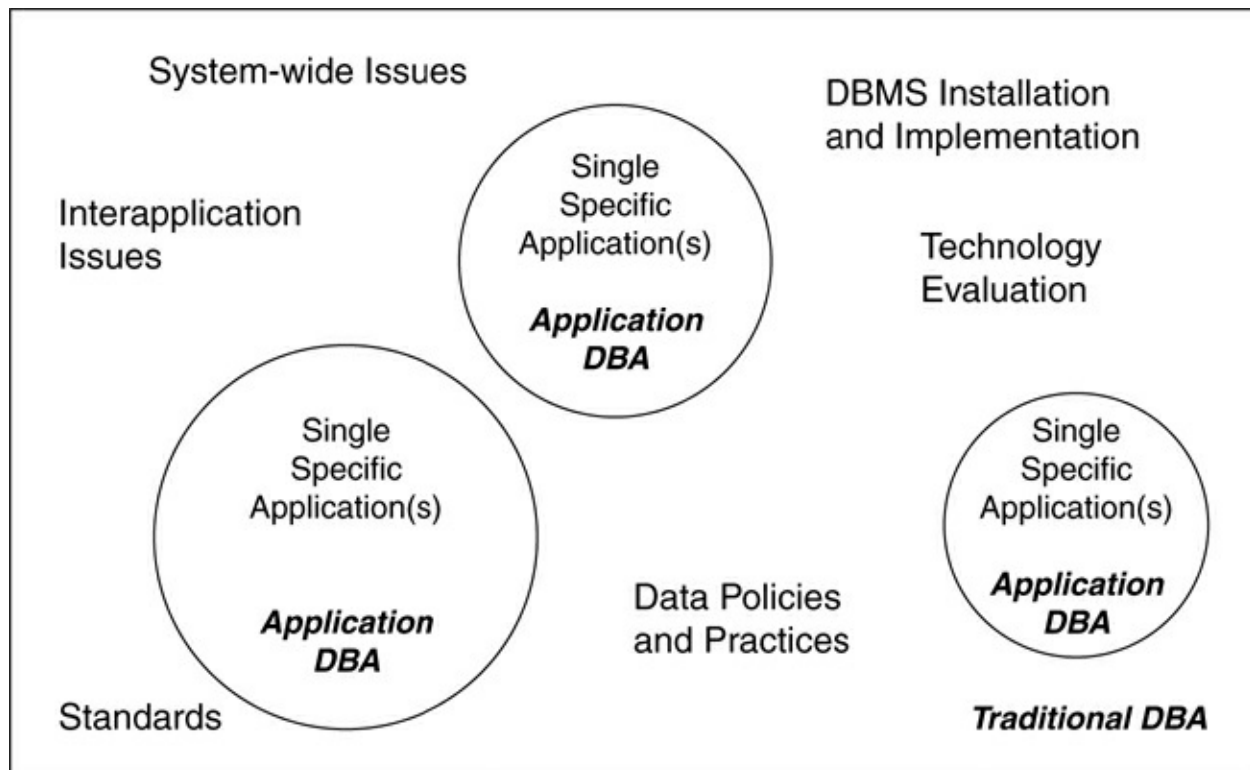 System-wide Issues
DBMS Installation
and Implementation
Single
Specific
Application(s)
Application
DBA
Interapplication
Issues
Technology
Evaluation
Single
Specific
Application(s)
Application
DBA
Single
Specific
Application(s)
Application
DBA
Data Policies
and Practices
Standards
Traditional DBA